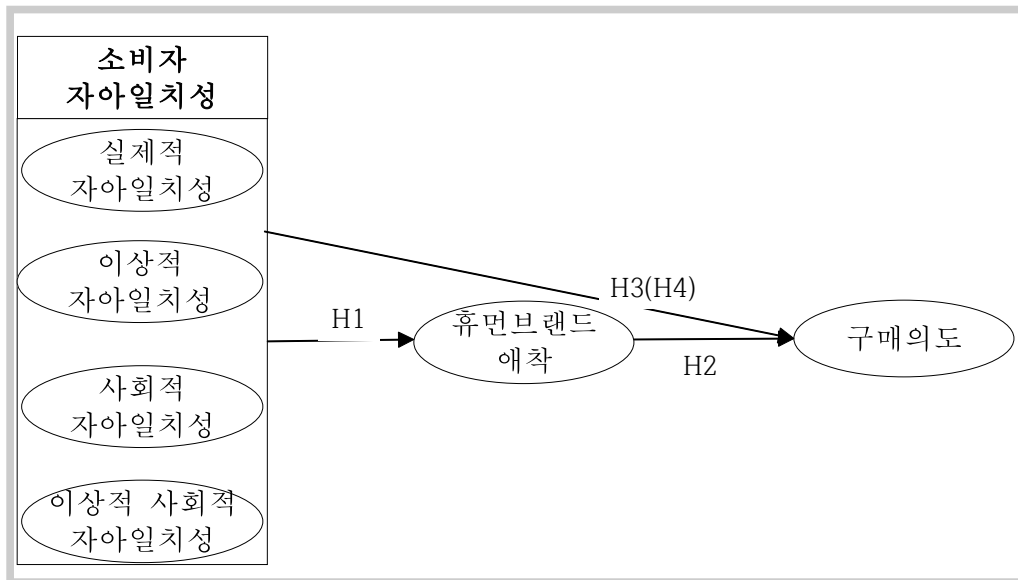 소비자
자아일치성
실제적
자아일치성
이상적
자아일치성
사회적
자아일치성
이상적 사회적
자아일치성
H1
휴먼브랜드
애착
H3(H4)
H2
구매의도